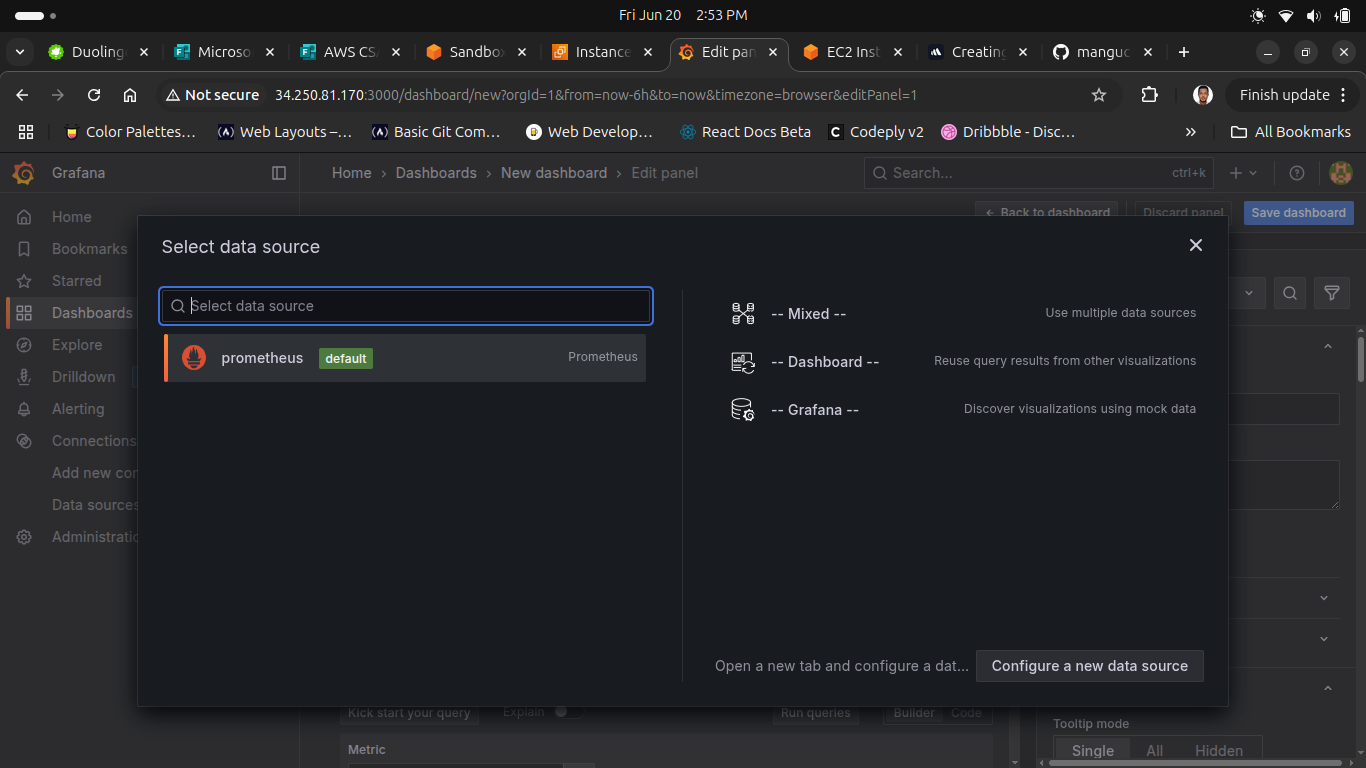 Fri Jun 20 2:53 PM
Duoling
Microso
AWS CS
Sandbo
Instance
Edit pan
EC2 Inst
Creating
manguc
Not secure
34.250.81.170:3000/dashboard/new?orgId=1&from=now-6h&to=now&timezone=browser&editPanel=1
Finish update
Color Palettes...
Web Layouts –...
Basic Git Com...
Web Develop...
React Docs Beta
Codeply v2
Dribbble - Disc...
All Bookmarks
Grafana
Home › Dashboards › New dashboard › Edit panel
Search... ctrl+k
Home
Bookmarks
Starred
Dashboards
Explore
Drilldown
Alerting
Connections
Add new con
Data sources
Administratio
Back to dashboard
Discard panel
Save dashboard
Select data source
Select data source
prometheus default Prometheus
-- Mixed -- Use multiple data sources
-- Dashboard -- Reuse query results from other visualizations
-- Grafana -- Discover visualizations using mock data
Open a new tab and configure a dat...
Configure a new data source
Kick start your query
Explain
Run queries
Builder
Code
Metric
Tooltip mode
Single
All
Hidden